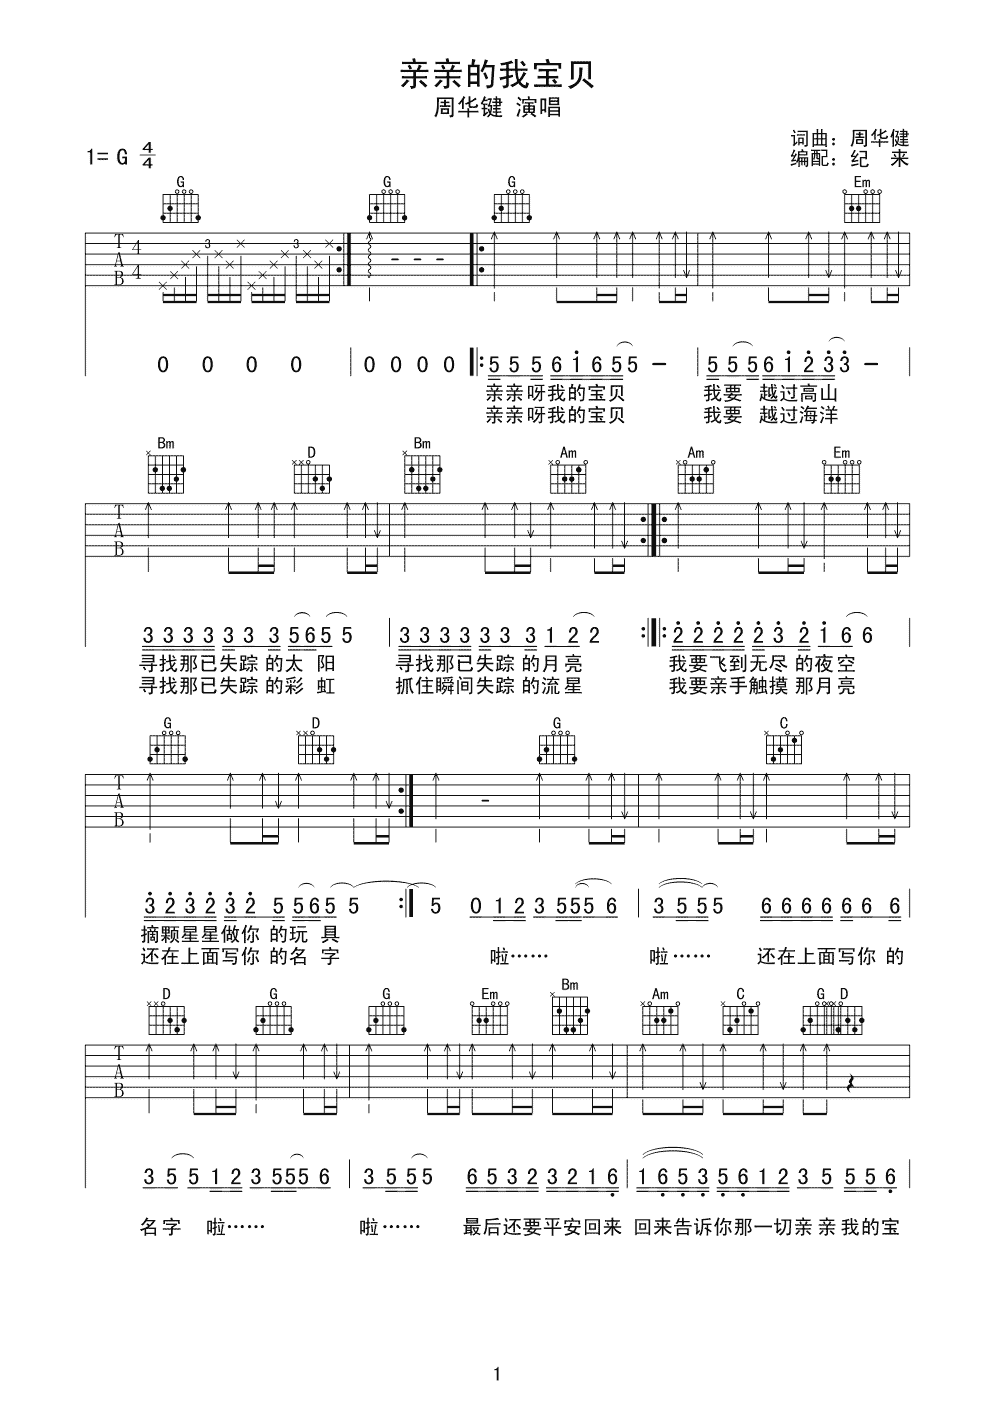 亲亲的我宝贝
周华键 演唱
词曲：周华健
1= G 4/4
编配：纪 来
G G G Em
T A B 4 4 3 3
0 0 0 0 0 0 0 0 5 5 5 6 1 6 5 5 - 5 5 5 6 1 2 3 3 -
亲亲呀我的宝贝 我要 越过高山
亲亲呀我的宝贝 我要 越过海洋
Bm D Bm Am Am Em
T A B
3 3 3 3 3 3 3 5 6 5 5 3 3 3 3 3 3 3 1 2 2 2 2 2 2 2 3 2 1 6 6
寻找那已失踪的太 阳 寻找那已失踪的月亮 我要飞到无尽的夜空
寻找那已失踪的彩 虹 抓住瞬间失踪的流星 我要亲手触摸那月亮
G D G C
T A B -
3 2 3 2 3 2 5 5 6 5 5 5 0 1 2 3 5 5 5 6 3 5 5 5 6 6 6 6 6 6 6 6
摘颗星星做你 的玩 具
还在上面写你 的名 字 啦…… 啦…… 还在上面写你 的
D G G Em Bm Am C G D
T A B
3 5 5 1 2 3 5 5 5 6 3 5 5 5 6 5 3 2 3 2 1 6 1 6 5 3 5 6 1 2 3 5 5 5 6
名字 啦…… 啦…… 最后还要平安回来 回来告诉你那一切亲 亲 我的宝
1